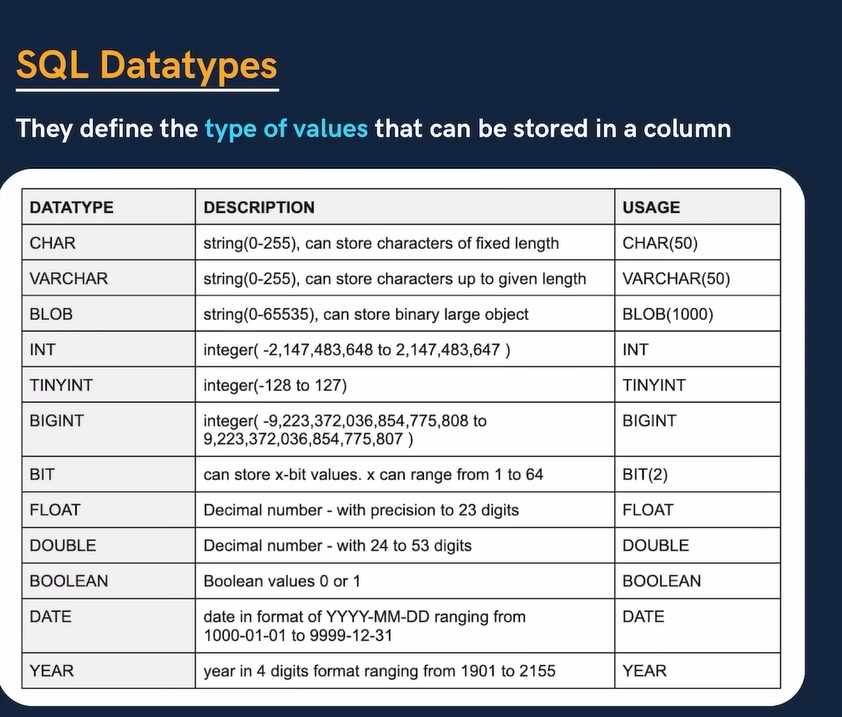 SQL Datatypes
They define the type of values that can be stored in a column
DATATYPE DESCRIPTION USAGE
CHAR string(0-255), can store characters of fixed length CHAR(50)
VARCHAR string(0-255), can store characters up to given length VARCHAR(50)
BLOB string(0-65535), can store binary large object BLOB(1000)
INT integer( -2,147,483,648 to 2,147,483,647 ) INT
TINYINT integer(-128 to 127) TINYINT
BIGINT integer( -9,223,372,036,854,775,808 to BIGINT
9,223,372,036,854,775,807 )
BIT can store x-bit values. x can range from 1 to 64 BIT(2)
FLOAT Decimal number - with precision to 23 digits FLOAT
DOUBLE Decimal number - with 24 to 53 digits DOUBLE
BOOLEAN Boolean values 0 or 1 BOOLEAN
DATE date in format of YYYY-MM-DD ranging from DATE
1000-01-01 to 9999-12-31
YEAR year in 4 digits format ranging from 1901 to 2155 YEAR